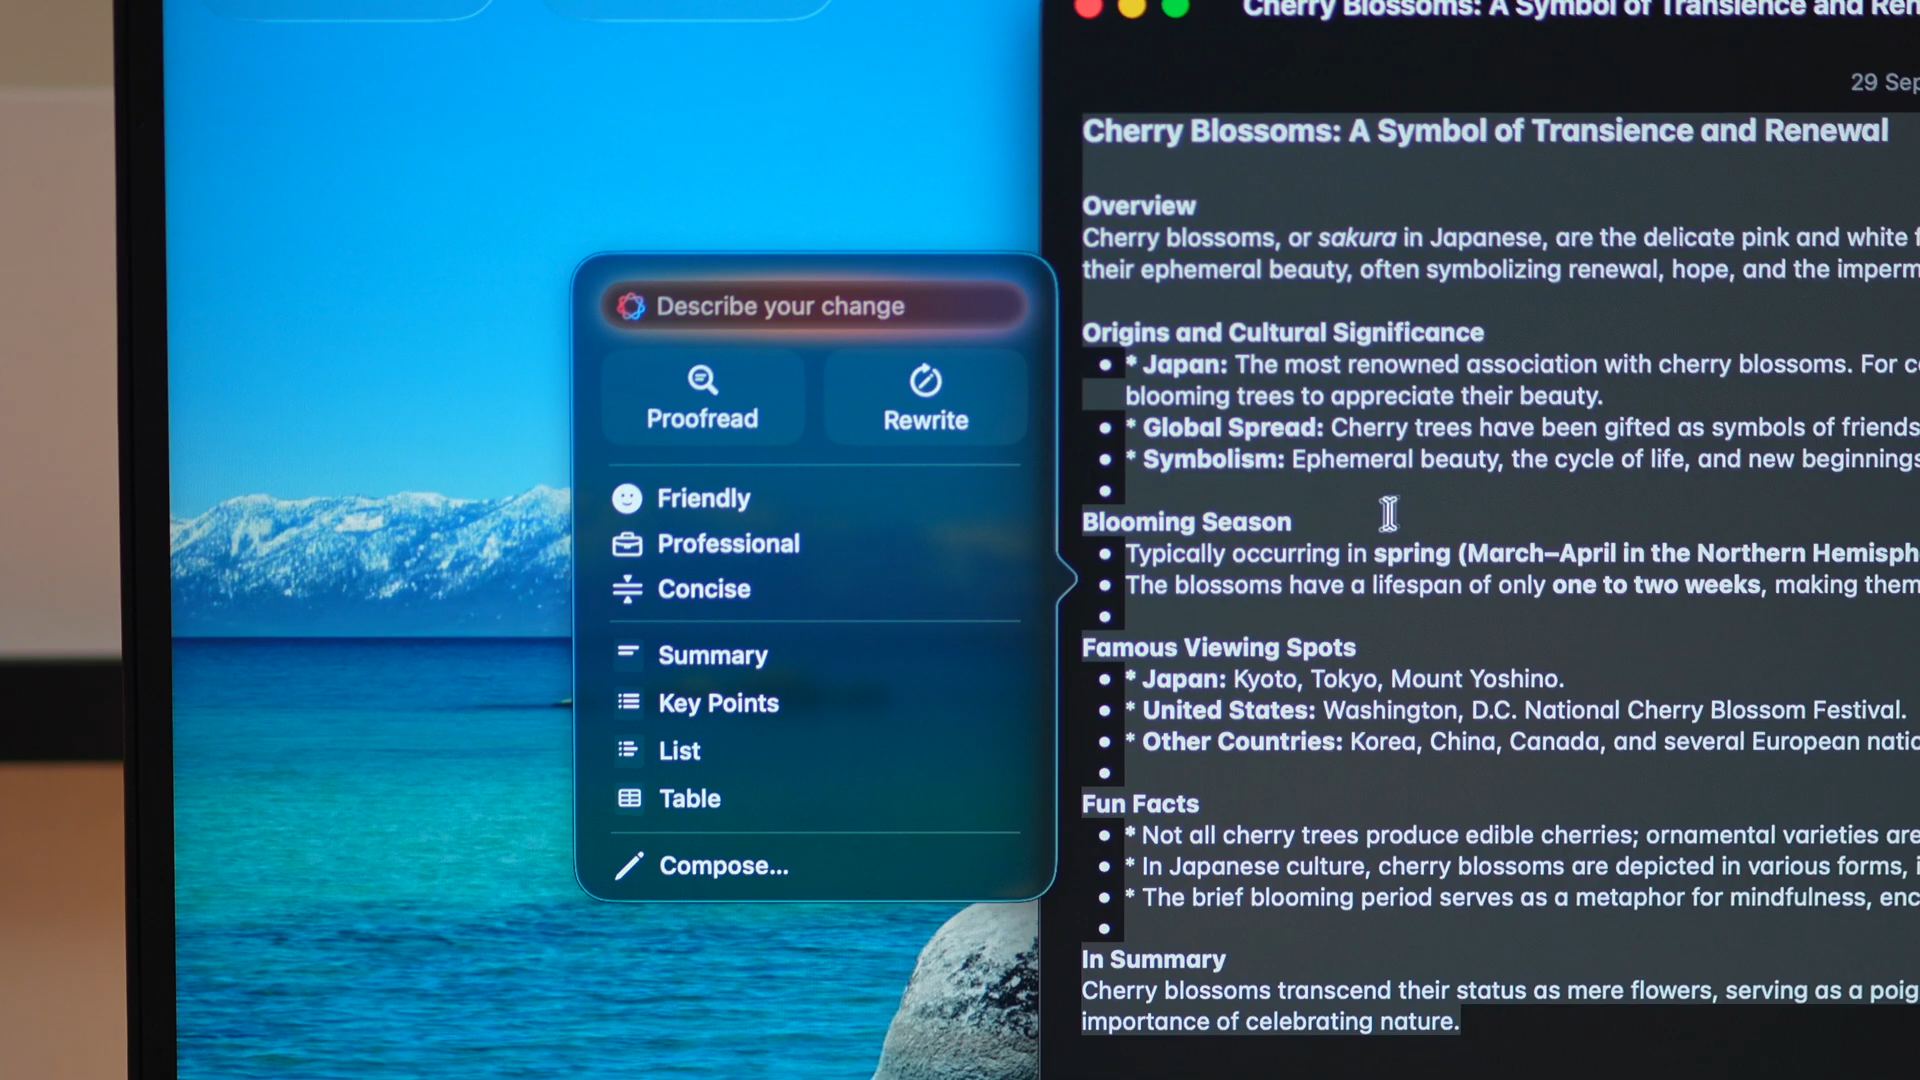 Describe your change
Proofread
Rewrite
Friendly
Professional
Concise
Summary
Key Points
List
Table
Compose...
Cherry Blossoms: A Symbol of Transience and
29
Cherry Blossoms: A Symbol of Transience and Renewal
Overview
Cherry blossoms, or sakura in Japanese, are the delicate pink and white
their ephemeral beauty, often symbolizing renewal, hope, and the
Origins and Cultural Significance
• * Japan: The most renowned association with cherry blossoms. For
blooming trees to appreciate their beauty.
• * Global Spread: Cherry trees have been gifted as symbols of
• * Symbolism: Ephemeral beauty, the cycle of life, and new beginnings
•
Blooming Season
• Typically occurring in spring (March–April in the Northern
• The blossoms have a lifespan of only one to two weeks, making them
•
Famous Viewing Spots
• * Japan: Kyoto, Tokyo, Mount Yoshino.
• * United States: Washington, D.C. National Cherry Blossom Festival.
• * Other Countries: Korea, China, Canada, and several European
•
Fun Facts
• * Not all cherry trees produce edible cherries; ornamental varieties are
• * In Japanese culture, cherry blossoms are depicted in various forms,
• * The brief blooming period serves as a metaphor for mindfulness,
•
In Summary
Cherry blossoms transcend their status as mere flowers, serving as a
importance of celebrating nature.